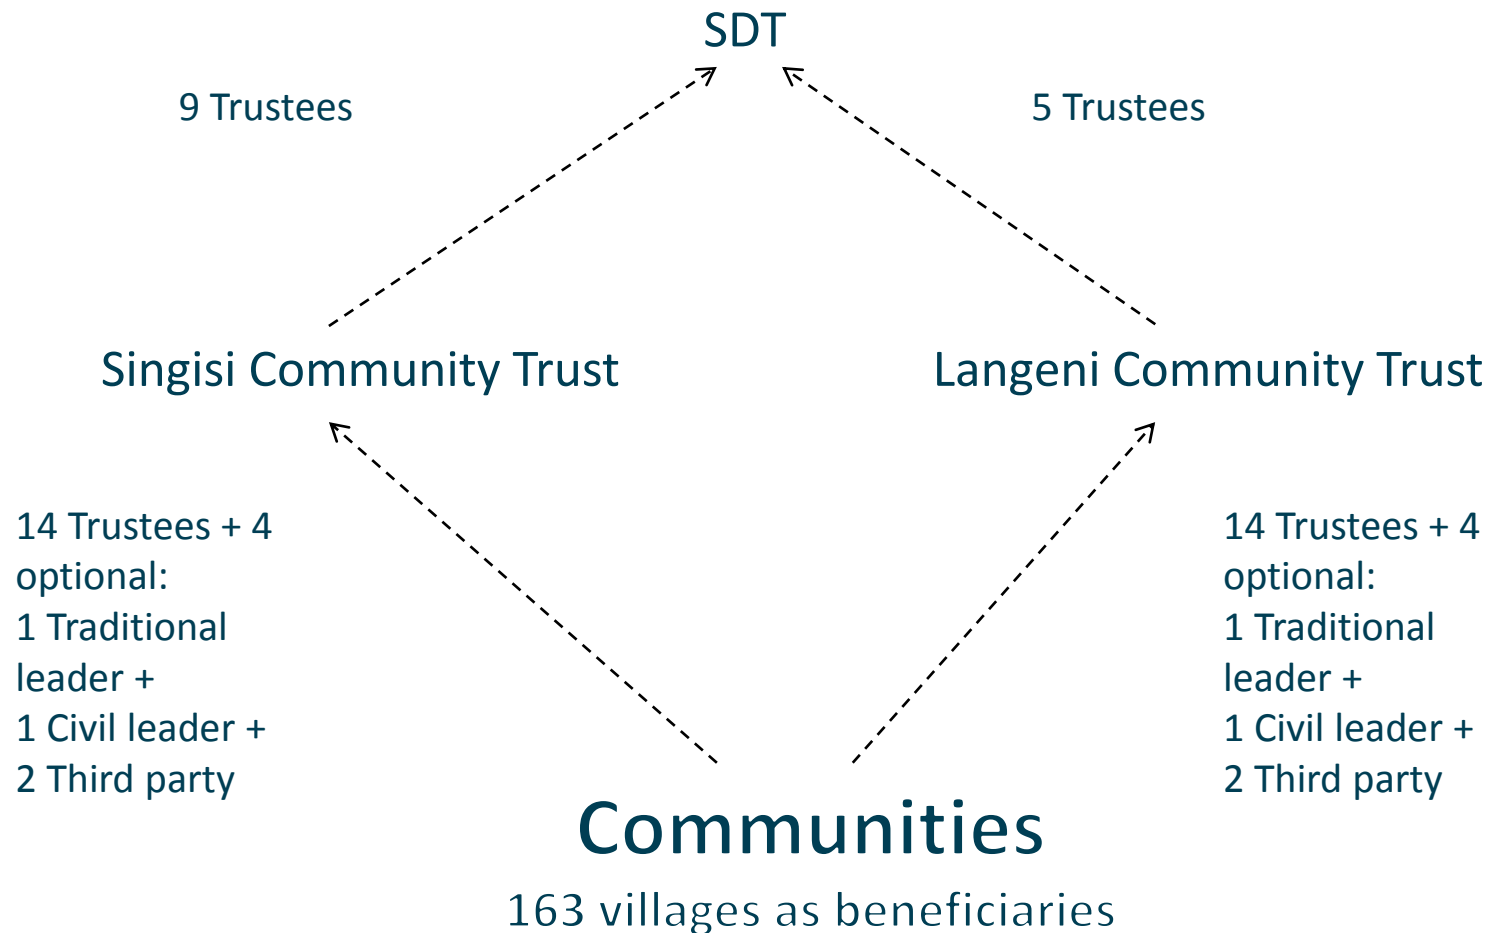 SDT
9 Trustees
5 Trustees
Singisi Community Trust
Langeni Community Trust
14 Trustees + 4
optional:
1 Traditional
leader +
1 Civil leader +
2 Third party
14 Trustees + 4
optional:
1 Traditional
leader +
1 Civil leader +
2 Third party
Communities
163 villages as beneficiaries